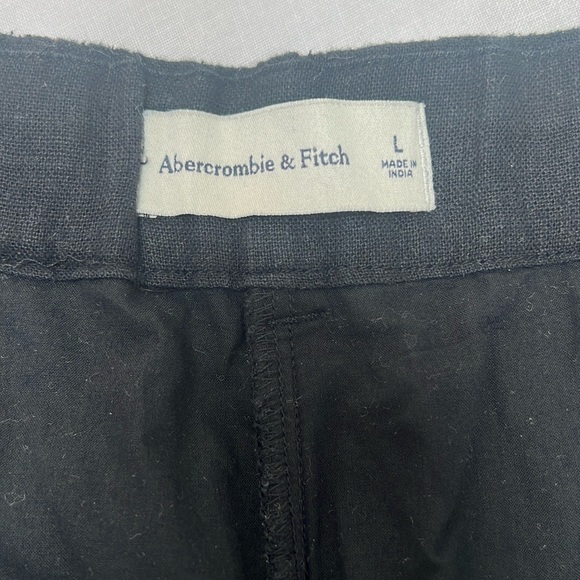 Abercrombie & Fitch
L
MADE IN
INDIA